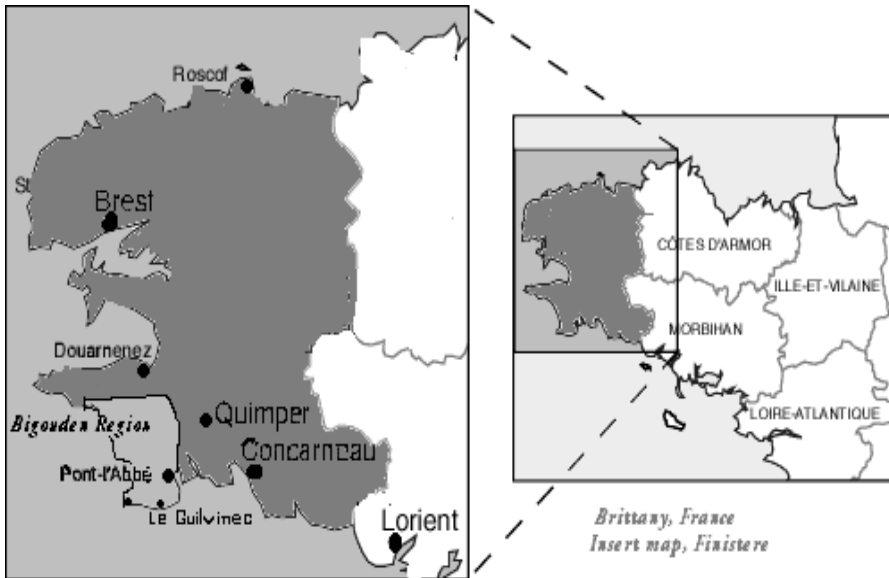 Roscof
St
Brest
Douarnenez
Bigouden Region
Quimper
Concarneau
Pont-l'Abbé
Le Guilvinec
Lorient
CÔTES D'ARMOR
ILLE-ET-VILAINE
MORBIHAN
LOIRE-ATLANTIQUE
Brittany, France
Insert map, Finistere